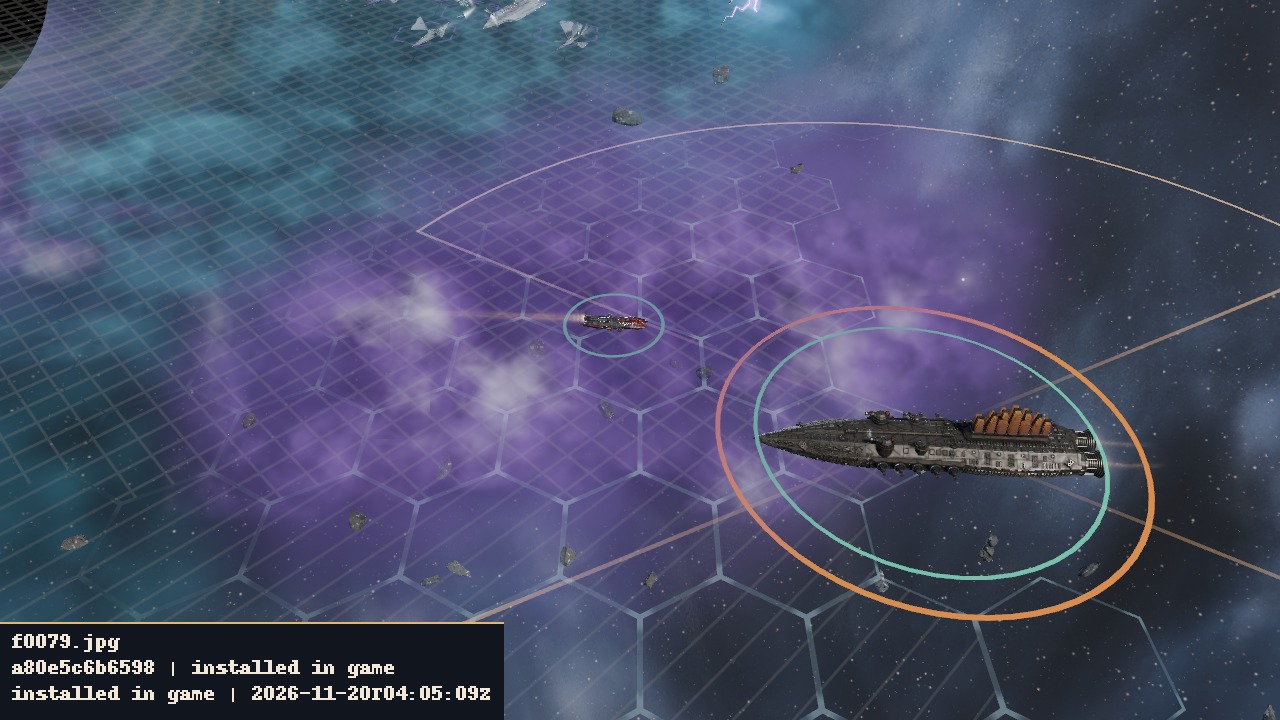 f0079.jpg
a80e5c6b6598 | installed in game
installed in game | 2026-11-20T04:05:09Z